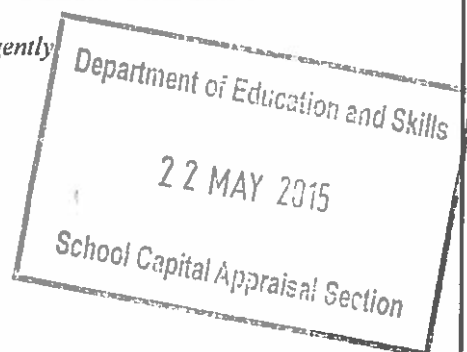 gently
Department of Education and Skills
22 MAY 2015
School Capital Appraisal Section